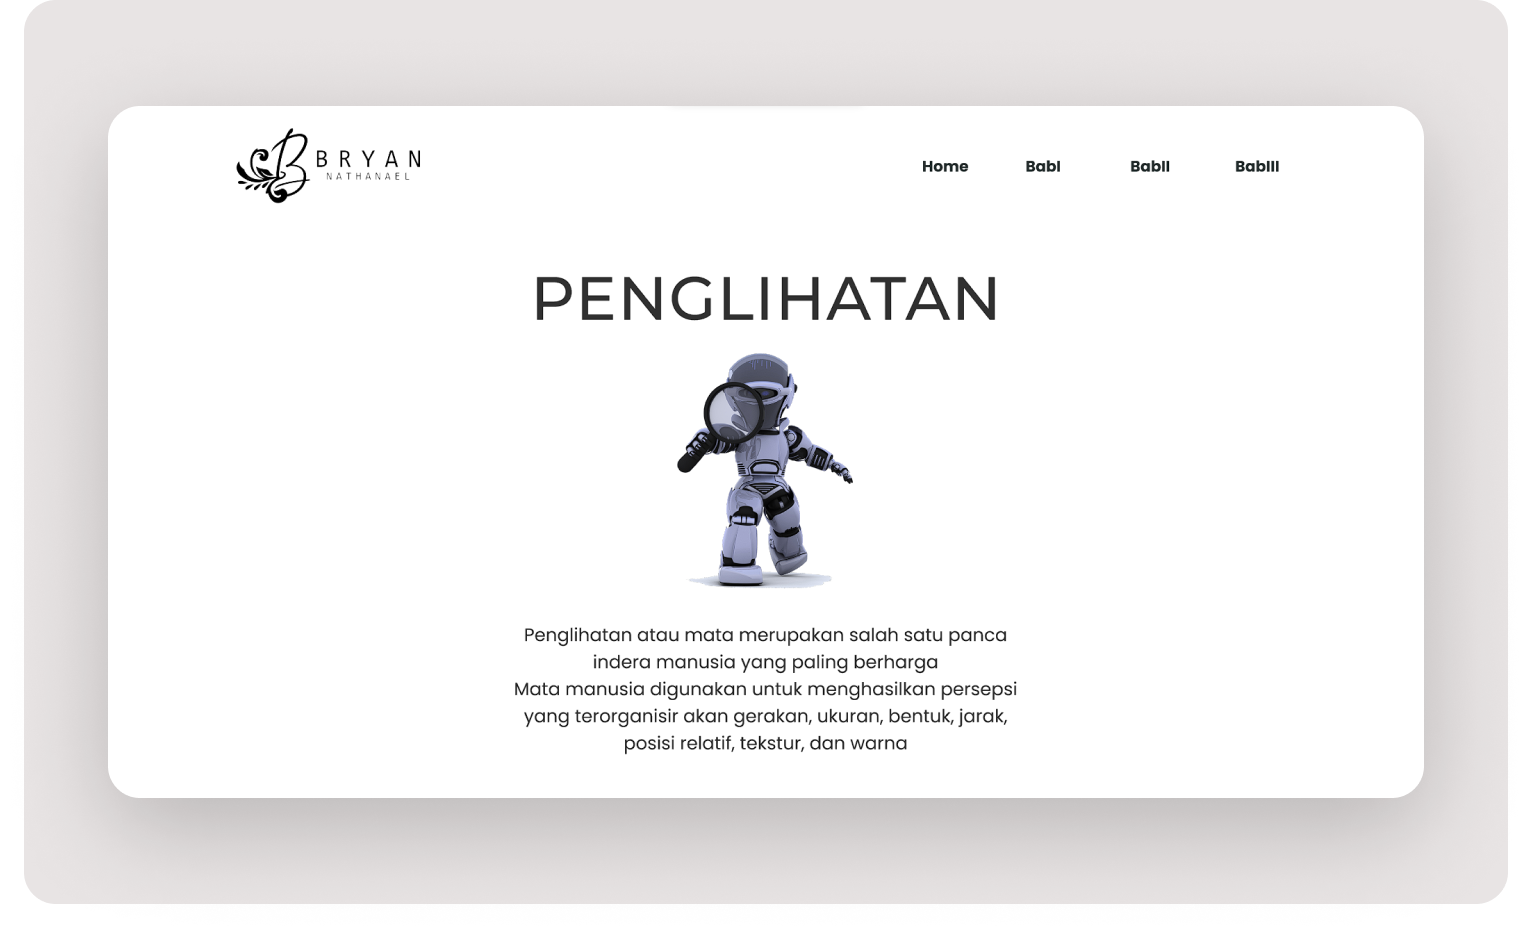 BRYAN
NATHANAEL
Home BabI BabII BabIII
PENGLIHATAN
Penglihatan atau mata merupakan salah satu panca
indera manusia yang paling berharga
Mata manusia digunakan untuk menghasilkan persepsi
yang terorganisir akan gerakan, ukuran, bentuk, jarak,
posisi relatif, tekstur, dan warna